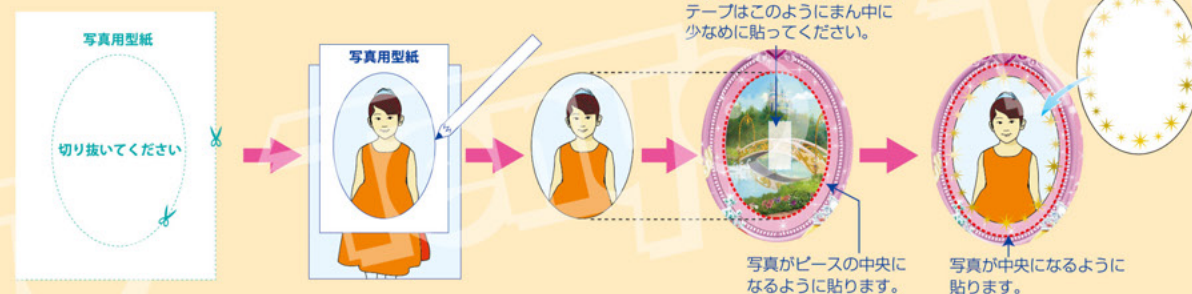 写真用型紙
切り抜いてください
写真用型紙
テープはこのようにまん中に
少なめに貼ってください。
写真がピースの中央に
なるように貼ります。
写真が中央になるように
貼ります。